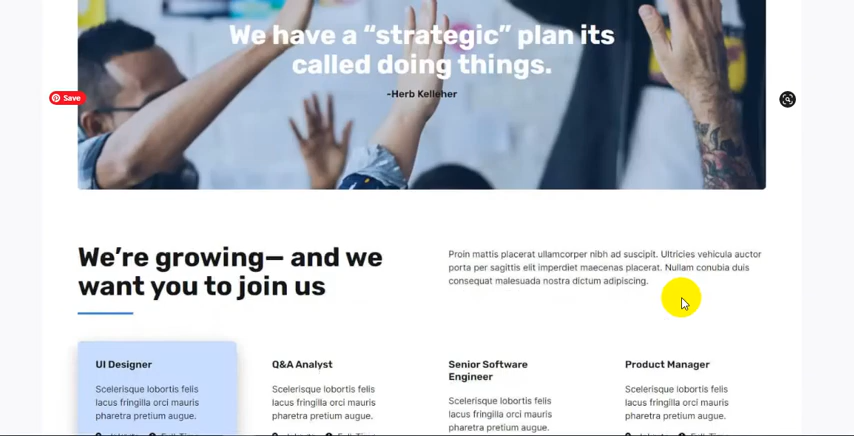 We have a “strategic” plan its
called doing things.
-Herb Kelleher
Save
We’re growing— and we
want you to join us
Proin mattis placerat ullamcorper nibh ad suscipit. Ultricies vehicula auctor
porta per sagittis elit imperdiet maecenas placerat. Nullam conubia duis
consequat malesuada nostra dictum adipiscing.
UI Designer
Scelerisque lobortis felis
lacus fringilla orci mauris
pharetra pretium augue.
Q&A Analyst
Scelerisque lobortis felis
lacus fringilla orci mauris
pharetra pretium augue.
Senior Software
Engineer
Scelerisque lobortis felis
lacus fringilla orci mauris
pharetra pretium augue.
Product Manager
Scelerisque lobortis felis
lacus fringilla orci mauris
pharetra pretium augue.